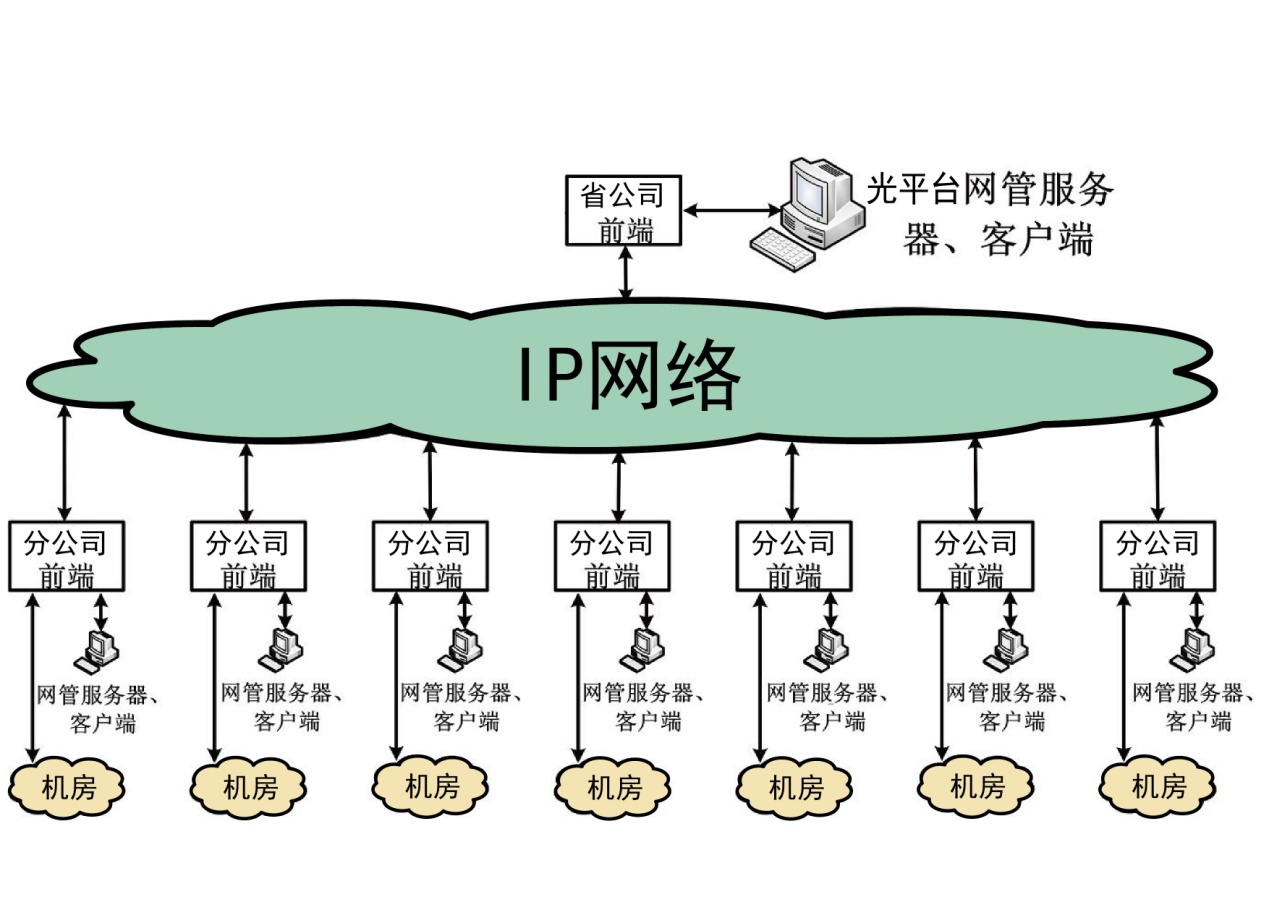 省公司
前端
光平台网管服务
器、客户端
IP网络
分公司
前端
分公司
前端
分公司
前端
分公司
前端
分公司
前端
分公司
前端
分公司
前端
网管服务器、
客户端
网管服务器、
客户端
网管服务器、
客户端
网管服务器、
客户端
网管服务器、
客户端
网管服务器、
客户端
网管服务器、
客户端
机房
机房
机房
机房
机房
机房
机房